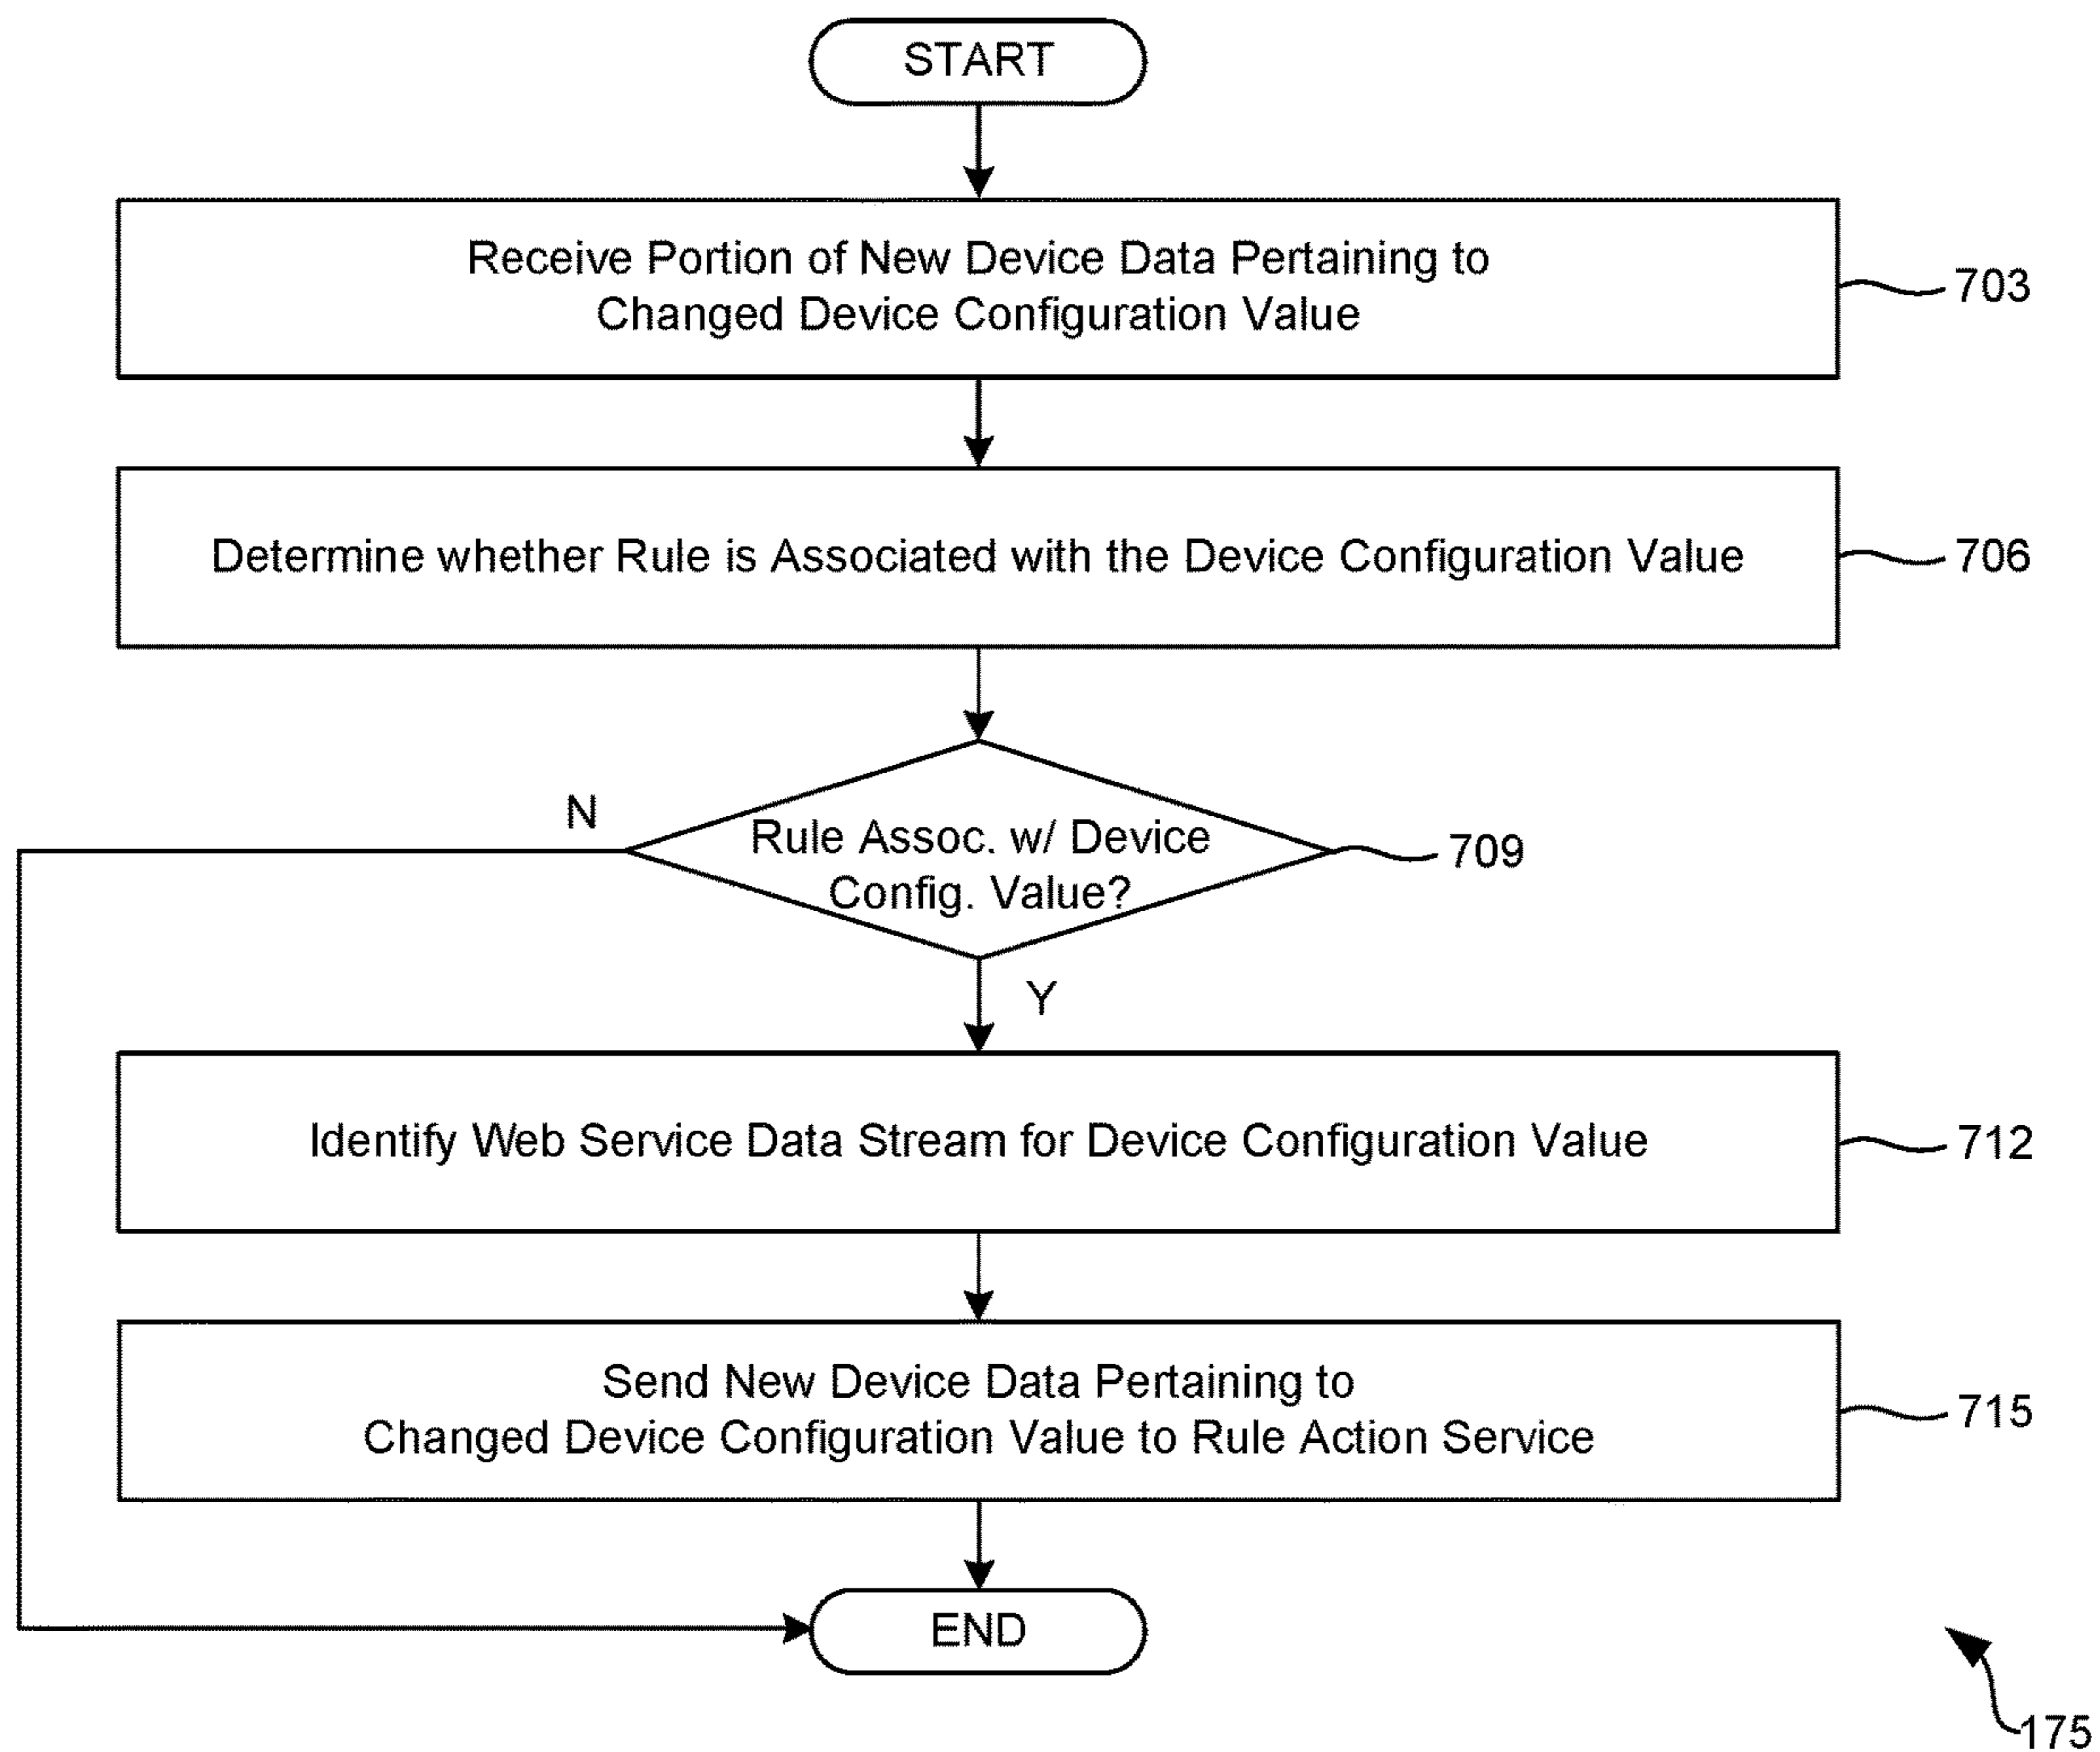 START
Receive Portion of New Device Data Pertaining to
Changed Device Configuration Value
703
Determine whether Rule is Associated with the Device Configuration Value
706
N
Rule Assoc. w/ Device
Config. Value?
709
Y
Identify Web Service Data Stream for Device Configuration Value
712
Send New Device Data Pertaining to
Changed Device Configuration Value to Rule Action Service
715
END
175